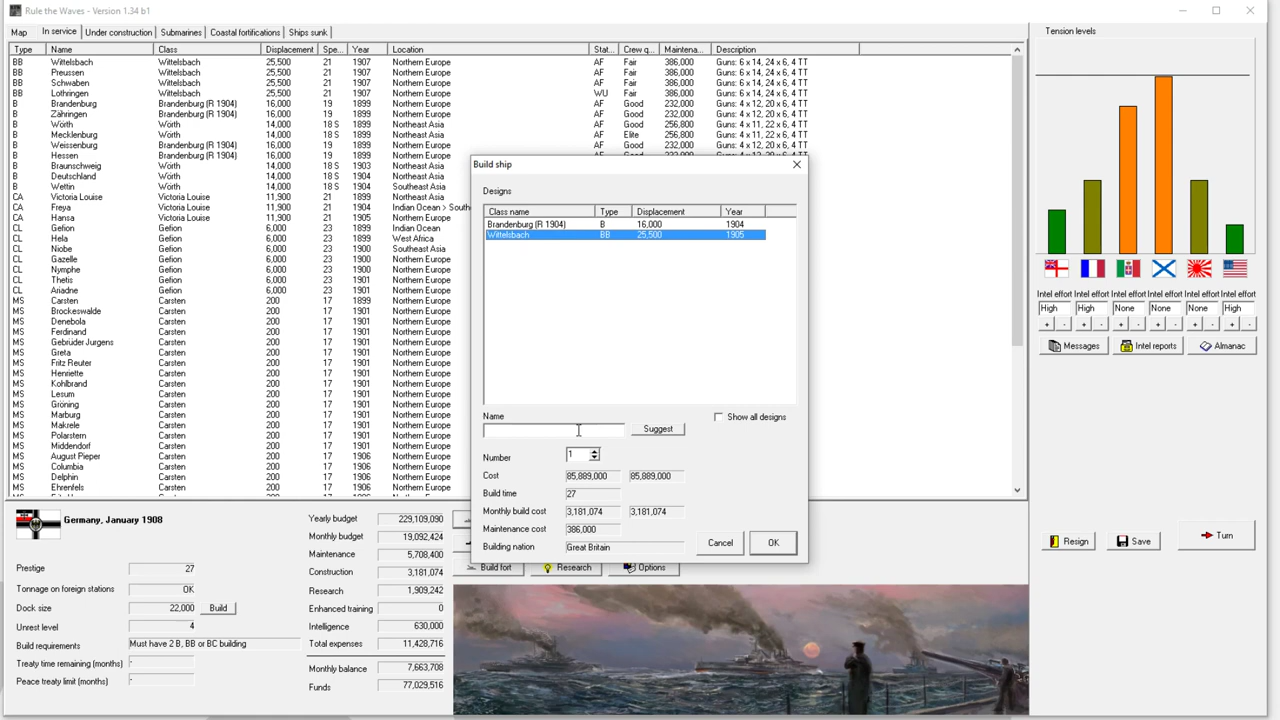 Rule the Waves - Version 1.34 b1
Map In service Under construction Submarines Coastal fortifications Ships sunk
Type Name Class Displacement Spe... Year Location Stat... Crew q... Maintena... Description
BB Wittelsbach Wittelsbach 25,500 21 1907 Northern Europe AF Fair 386,000 Guns: 6 x 14, 24 x 6, 4 TT
BB Preussen Wittelsbach 25,500 21 1907 Northern Europe AF Fair 386,000 Guns: 6 x 14, 24 x 6, 4 TT
BB Schwaben Wittelsbach 25,500 21 1907 Northern Europe AF Fair 386,000 Guns: 6 x 14, 24 x 6, 4 TT
BB Lothringen Wittelsbach 25,500 21 1907 Northern Europe WU Fair 386,000 Guns: 6 x 14, 24 x 6, 4 TT
B Brandenburg Brandenburg (R 1904) 16,000 19 1899 Northern Europe AF Good 232,000 Guns: 4 x 12, 20 x 6, 4 TT
B Zähringen Brandenburg (R 1904) 16,000 19 1899 Northern Europe AF Good 232,000 Guns: 4 x 12, 20 x 6, 4 TT
B Wörth Wörth 14,000 18 S 1899 Northeast Asia AF Good 256,800 Guns: 4 x 11, 22 x 6, 4 TT
B Mecklenburg Wörth 14,000 18 S 1899 Northeast Asia AF Elite 256,800 Guns: 4 x 11, 22 x 6, 4 TT
B Weissenburg Brandenburg (R 1904) 16,000 19 1899 Northern Europe AF Good 232,000 Guns: 4 x 12, 20 x 6, 4 TT
B Hessen Brandenburg (R 1904) 16,000 19 1899 Northern Europe
B Braunschweig Wörth 14,000 18 S 1903 Northeast Asia
B Deutschland Wörth 14,000 18 S 1904 Northeast Asia
B Wettin Wörth 14,000 18 S 1904 Southeast Asia
CA Victoria Louise Victoria Louise 11,900 21 1904 Northeast Asia
CA Freya Victoria Louise 11,900 21 1904 Indian Ocean > South
CA Hansa Victoria Louise 11,900 21 1905 Northern Europe
CL Gefion Gefion 6,000 23 1899 Indian Ocean
CL Hela Gefion 6,000 23 1899 West Africa
CL Niobe Gefion 6,000 23 1900 Southeast Asia
CL Gazelle Gefion 6,000 23 1901 Northern Europe
CL Nymphe Gefion 6,000 23 1901 Northern Europe
CL Thetis Gefion 6,000 23 1901 Northern Europe
CL Ariadne Gefion 6,000 23 1901 Northern Europe
MS Carsten Carsten 200 17 1899 Northern Europe
MS Brockeswalde Carsten 200 17 1901 Northern Europe
MS Denebola Carsten 200 17 1901 Northern Europe
MS Ferdinand Carsten 200 17 1901 Northern Europe
MS Gebrüder Jurgens Carsten 200 17 1901 Northern Europe
MS Greta Carsten 200 17 1901 Northern Europe
MS Fritz Reuter Carsten 200 17 1901 Northern Europe
MS Henrich Carsten 200 17 1901 Northern Europe
MS Kohlbrand Carsten 200 17 1901 Northern Europe
MS Lesum Carsten 200 17 1901 Northern Europe
MS Gröning Carsten 200 17 1901 Northern Europe
MS Marburg Carsten 200 17 1901 Northern Europe
MS Makrele Carsten 200 17 1901 Northern Europe
MS Polarstern Carsten 200 17 1901 Northern Europe
MS Middendorf Carsten 200 17 1901 Northern Europe
MS August Pieper Carsten 200 17 1906 Northern Europe
MS Columbia Carsten 200 17 1906 Northern Europe
MS Delphin Carsten 200 17 1906 Northern Europe
MS Ehrenfels Carsten 200 17 1906 Northern Europe
Build ship
Designs
Class name Type Displacement Year
Brandenburg (R 1904) B 16,000 1904
Wittelsbach BB 25,500 1905
Name Show all designs
Suggest
Number 1
Cost 85,889,000 85,889,000
Build time 27
Monthly build cost 3,181,074 3,181,074
Maintenance cost 386,000
Building nation Great Britain
Cancel OK
Tension levels
Intel effort Intel effort Intel effort Intel effort Intel effort Intel effort
High High None None None High
+ - + - + - + - + - + -
Messages Intel reports Almanac
Resign Save Turn
Germany, January 1908
Prestige 27
Tonnage on foreign stations OK
Dock size 22,000 Build
Unrest level 4
Build requirements Must have 2 B, BB or BC building
Treaty time remaining (months) -
Peace treaty limit (months) -
Yearly budget 229,109,090
Monthly budget 19,092,424
Maintenance 5,708,400
Construction 3,181,074
Research 1,909,242
Enhanced training 0
Intelligence 630,000
Total expenses 11,428,716
Monthly balance 7,663,708
Funds 77,029,516
Build fort Research Options